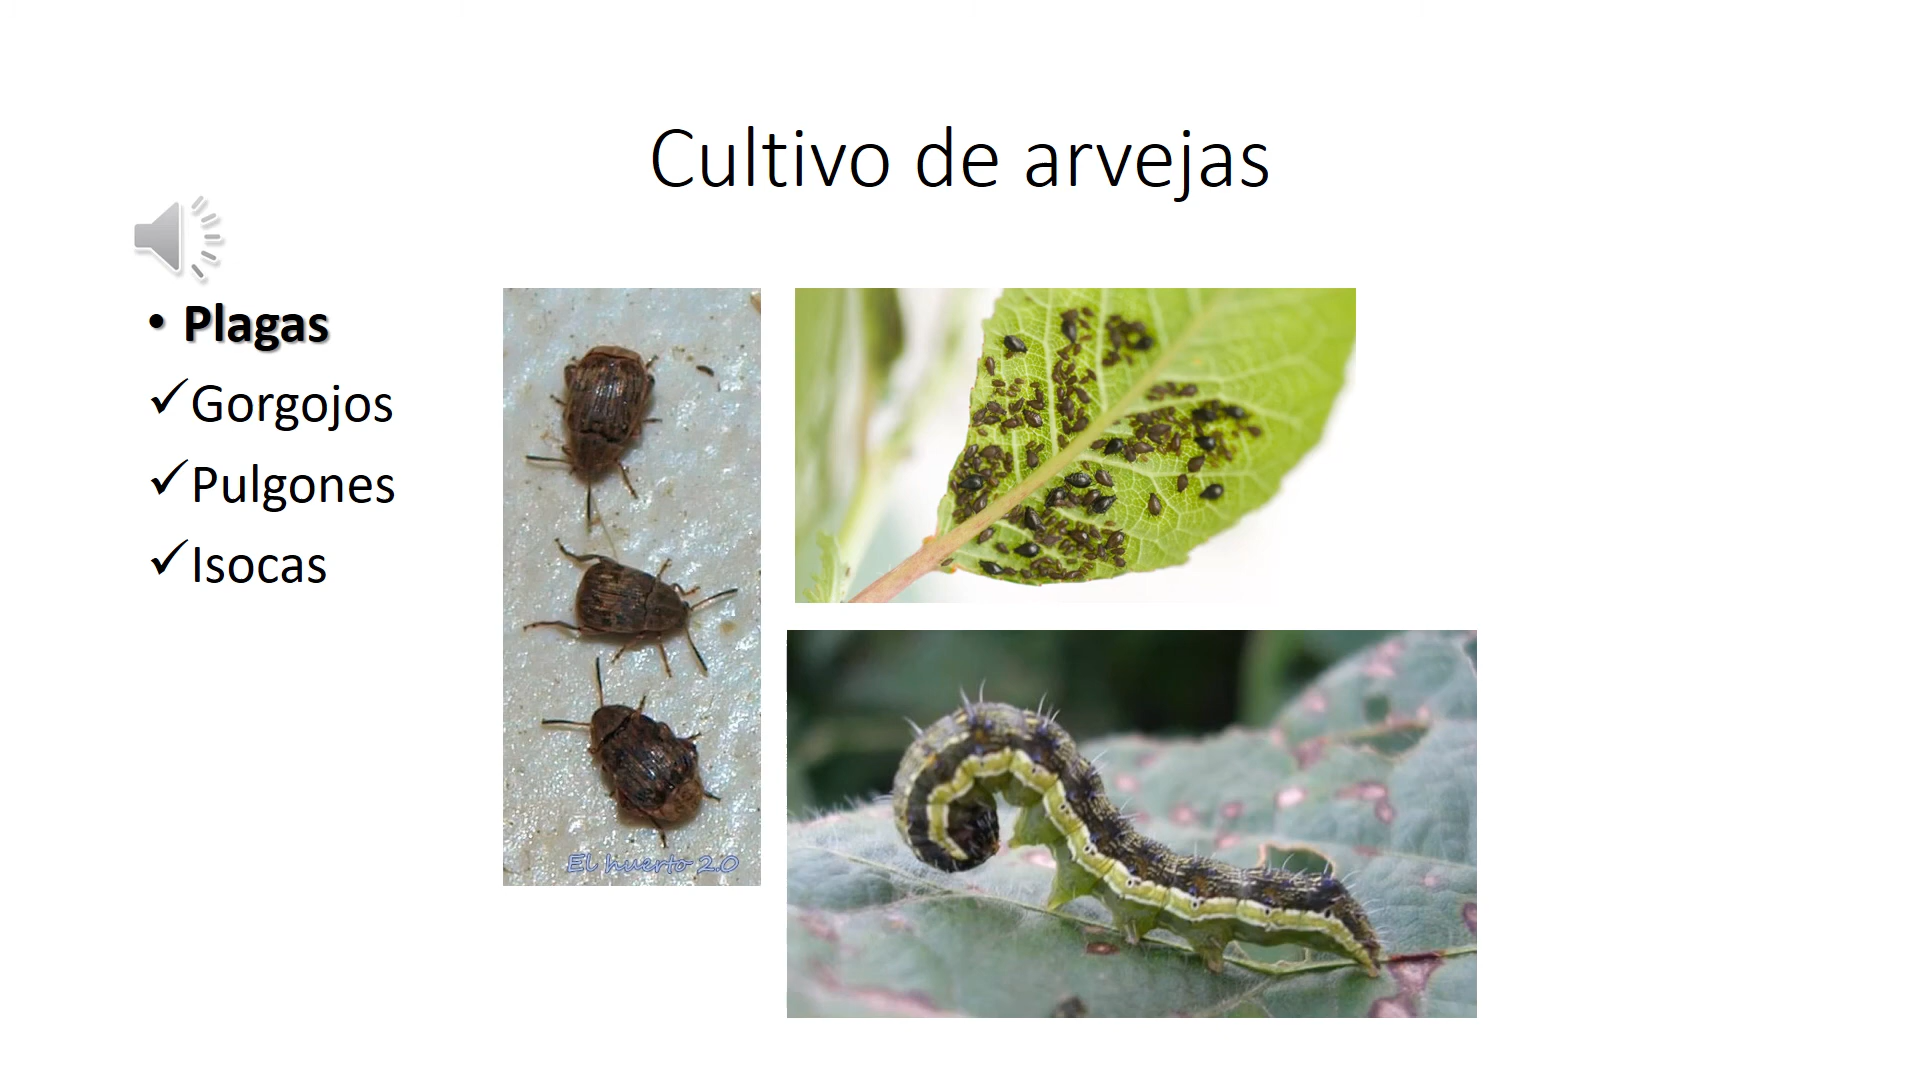 Cultivo de arvejas
• Plagas
✓Gorgojos
✓Pulgones
✓Isocas
El huerto 2.0